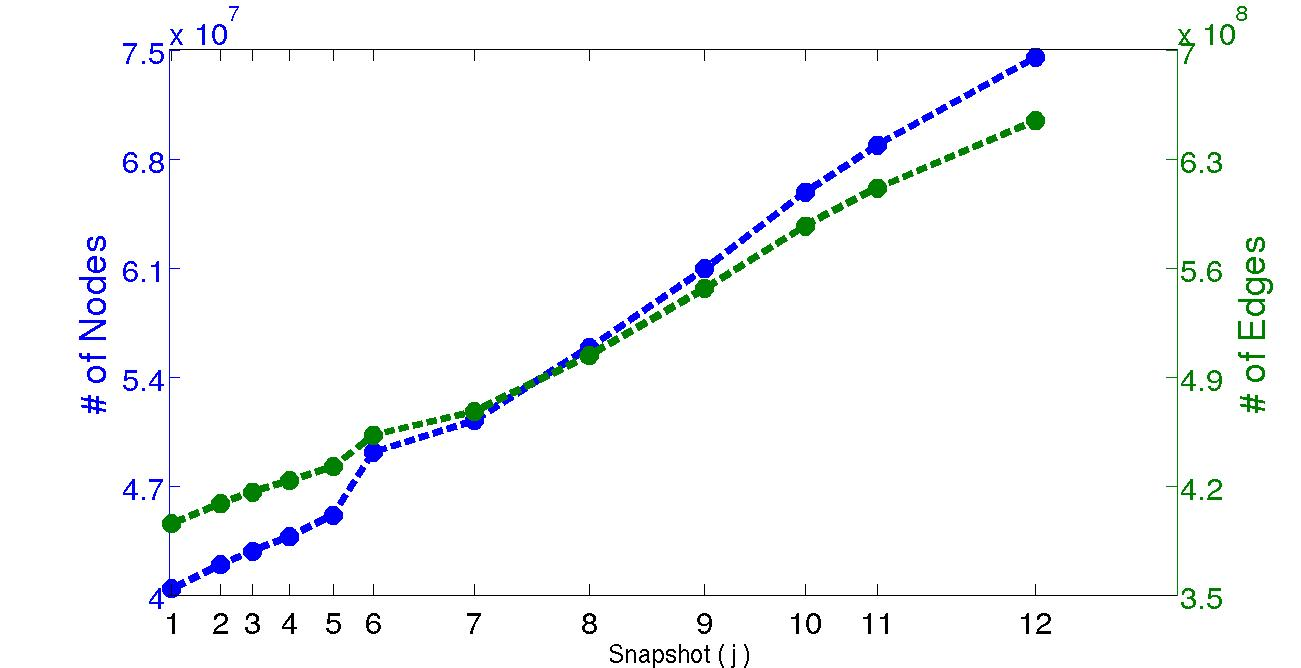 x 10^7
x 10^8
7.5
6.8
6.1
5.4
4.7
4
# of Nodes
7
6.3
5.6
4.9
4.2
3.5
# of Edges
1 2 3 4 5 6 7 8 9 10 11 12
Snapshot ( j )